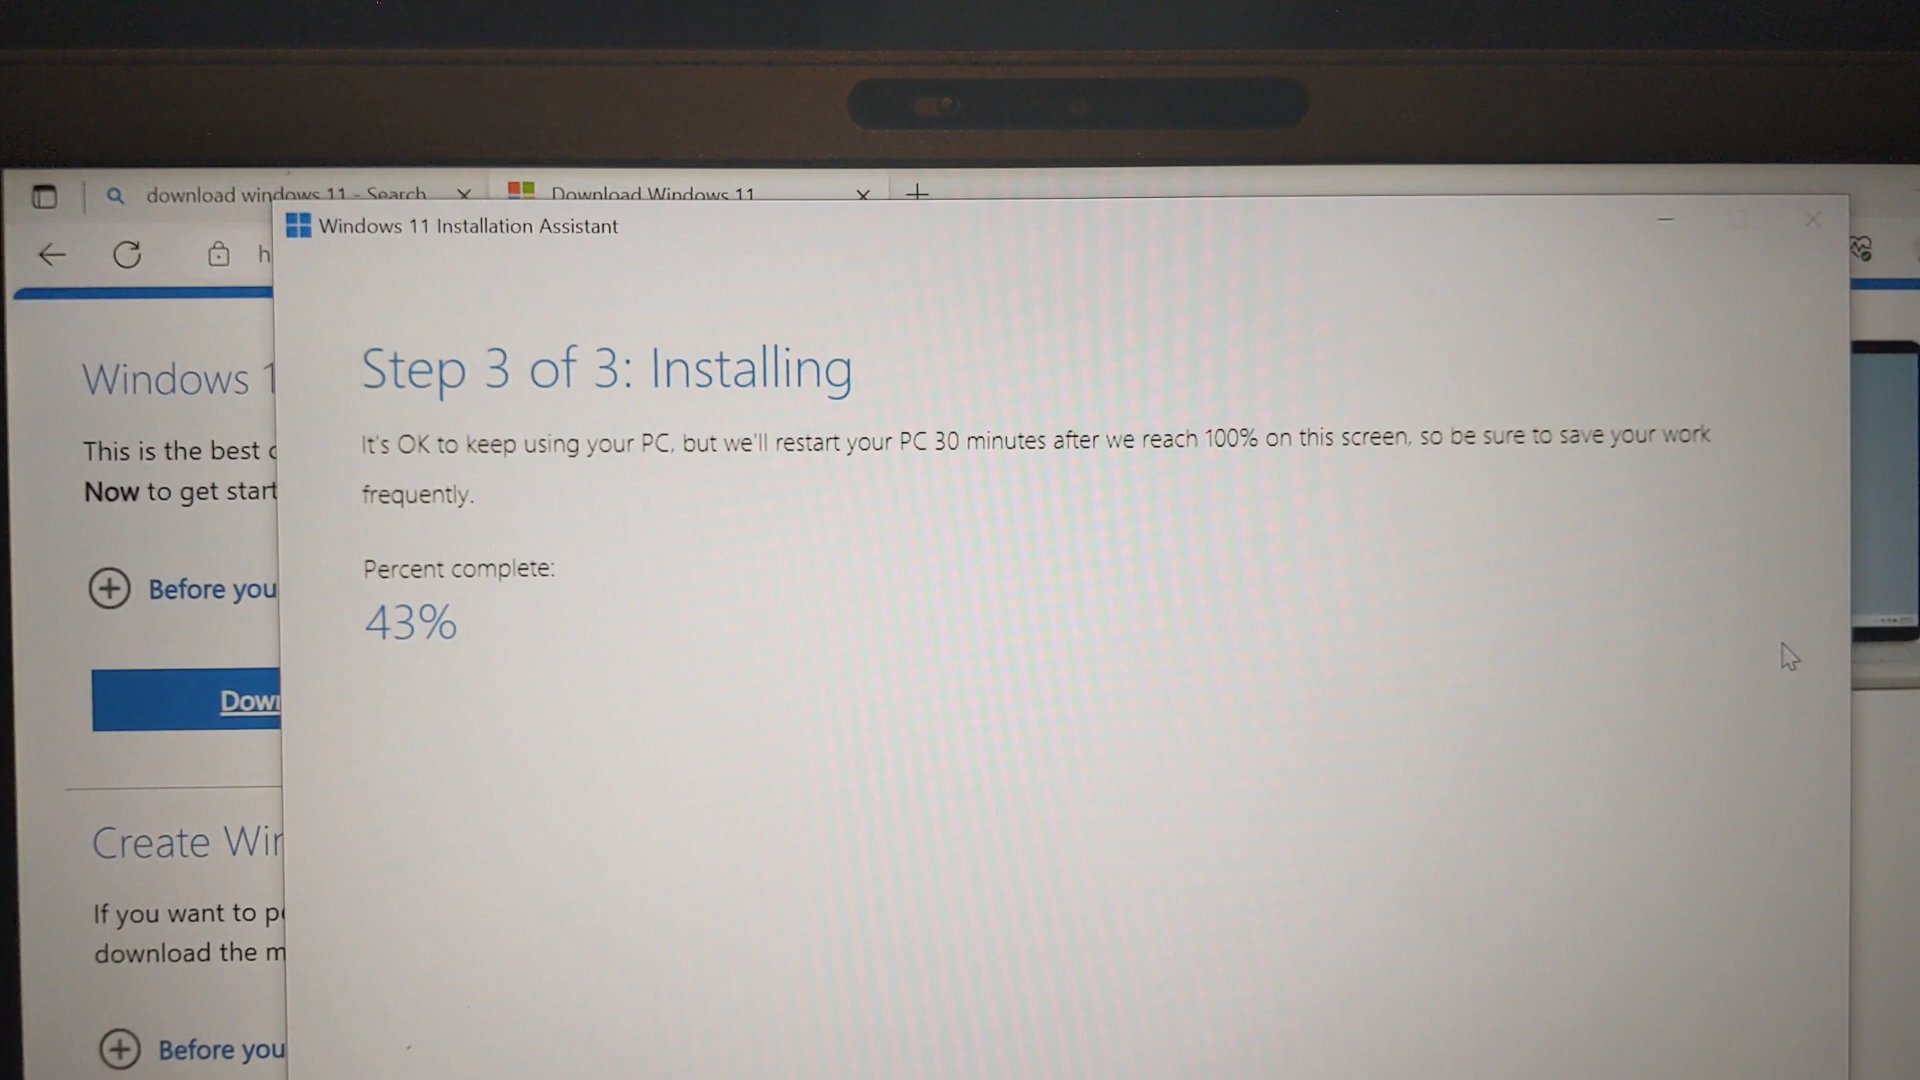 download windows 11 - Search
Download Windows 11
h
Windows 11 Installation Assistant
Step 3 of 3: Installing
It's OK to keep using your PC, but we'll restart your PC 30 minutes after we reach 100% on this screen, so be sure to save your work
frequently.
Percent complete:
43%
Windows 1
This is the best
Now to get start
Before you
Dow
Create Wi
If you want to p
download the m
Before you